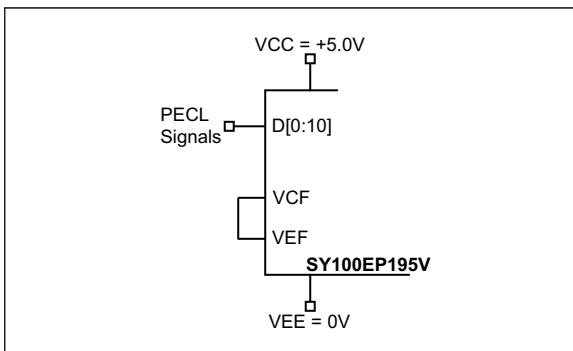 VCC = +5.0V
PECL
Signals
D[0:10]
VCF
VEF
SY100EP195V
VEE = 0V